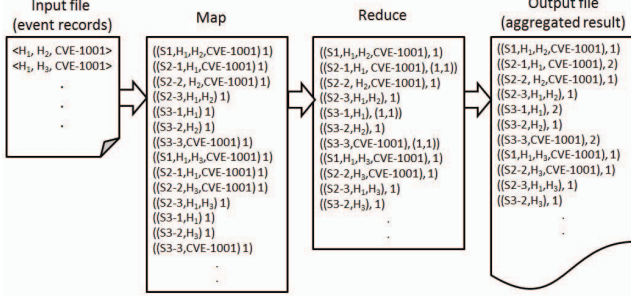 Input file
(event records)
<H1, H2, CVE-1001>
<H1, H3, CVE-1001>
.
.
.
Map
((S1,H1,H2,CVE-1001) 1)
((S2-1,H1,CVE-1001) 1)
((S2-2, H2,CVE-1001) 1)
((S2-3,H1,H2) 1)
((S3-1,H1) 1)
((S3-2,H2) 1)
((S3-3,CVE-1001) 1)
((S1,H1,H3,CVE-1001) 1)
((S2-1,H1,CVE-1001) 1)
((S2-2,H3,CVE-1001) 1)
((S2-3,H1,H3) 1)
((S3-1,H1) 1)
((S3-2,H3) 1)
((S3-3,CVE-1001) 1)
.
.
Reduce
((S1,H1,H2,CVE-1001), 1)
((S2-1,H1, CVE-1001), (1,1))
((S2-2, H2,CVE-1001), 1)
((S2-3,H1,H2), 1)
((S3-1,H1), (1,1))
((S3-2,H2), 1)
((S3-3,CVE-1001), (1,1))
((S1,H1,H3,CVE-1001), 1)
((S2-2,H3,CVE-1001), 1)
((S2-3,H1,H3), 1)
((S3-2,H3), 1)
.
.
Output file
(aggregated result)
((S1,H1,H2,CVE-1001), 1)
((S2-1,H1, CVE-1001), 2)
((S2-2, H2,CVE-1001), 1)
((S2-3,H1,H2), 1)
((S3-1,H1), 2)
((S3-2,H2), 1)
((S3-3,CVE-1001), 2)
((S1,H1,H3,CVE-1001), 1)
((S2-2,H3,CVE-1001), 1)
((S2-3,H1,H3), 1)
((S3-2,H3), 1)
.
.